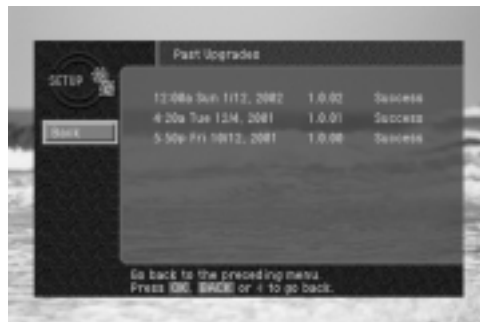 Past Upgrades
SETUP
12:08a Sun 1/12, 2002 1.0.02 Success
4:20a Tue 12/4, 2001 1.0.01 Success
Back
5:50p Fri 10/12, 2001 1.0.00 Success
Go back to the preceding menu.
Press OK, BACK or ◂ to go back.